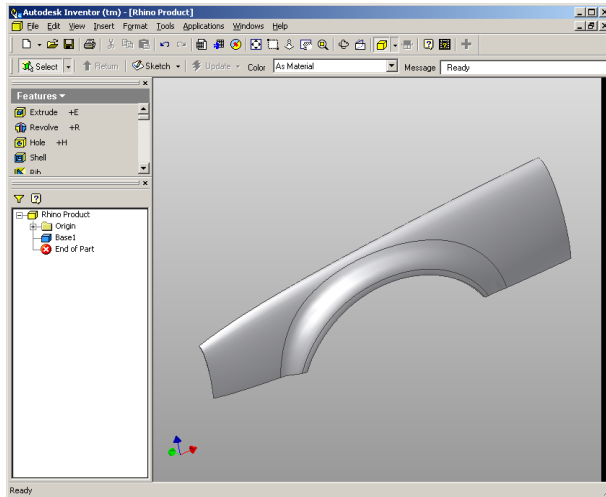 Autodesk Inventor (tm) - [Rhino Product]
File Edit View Insert Format Tools Applications Windows Help
Select Return Sketch Update Color As Material Message Ready
Features
Extrude +E
Revolve +R
Hole +H
Shell
Rib
Rhino Product
Origin
Base1
End of Part
Ready